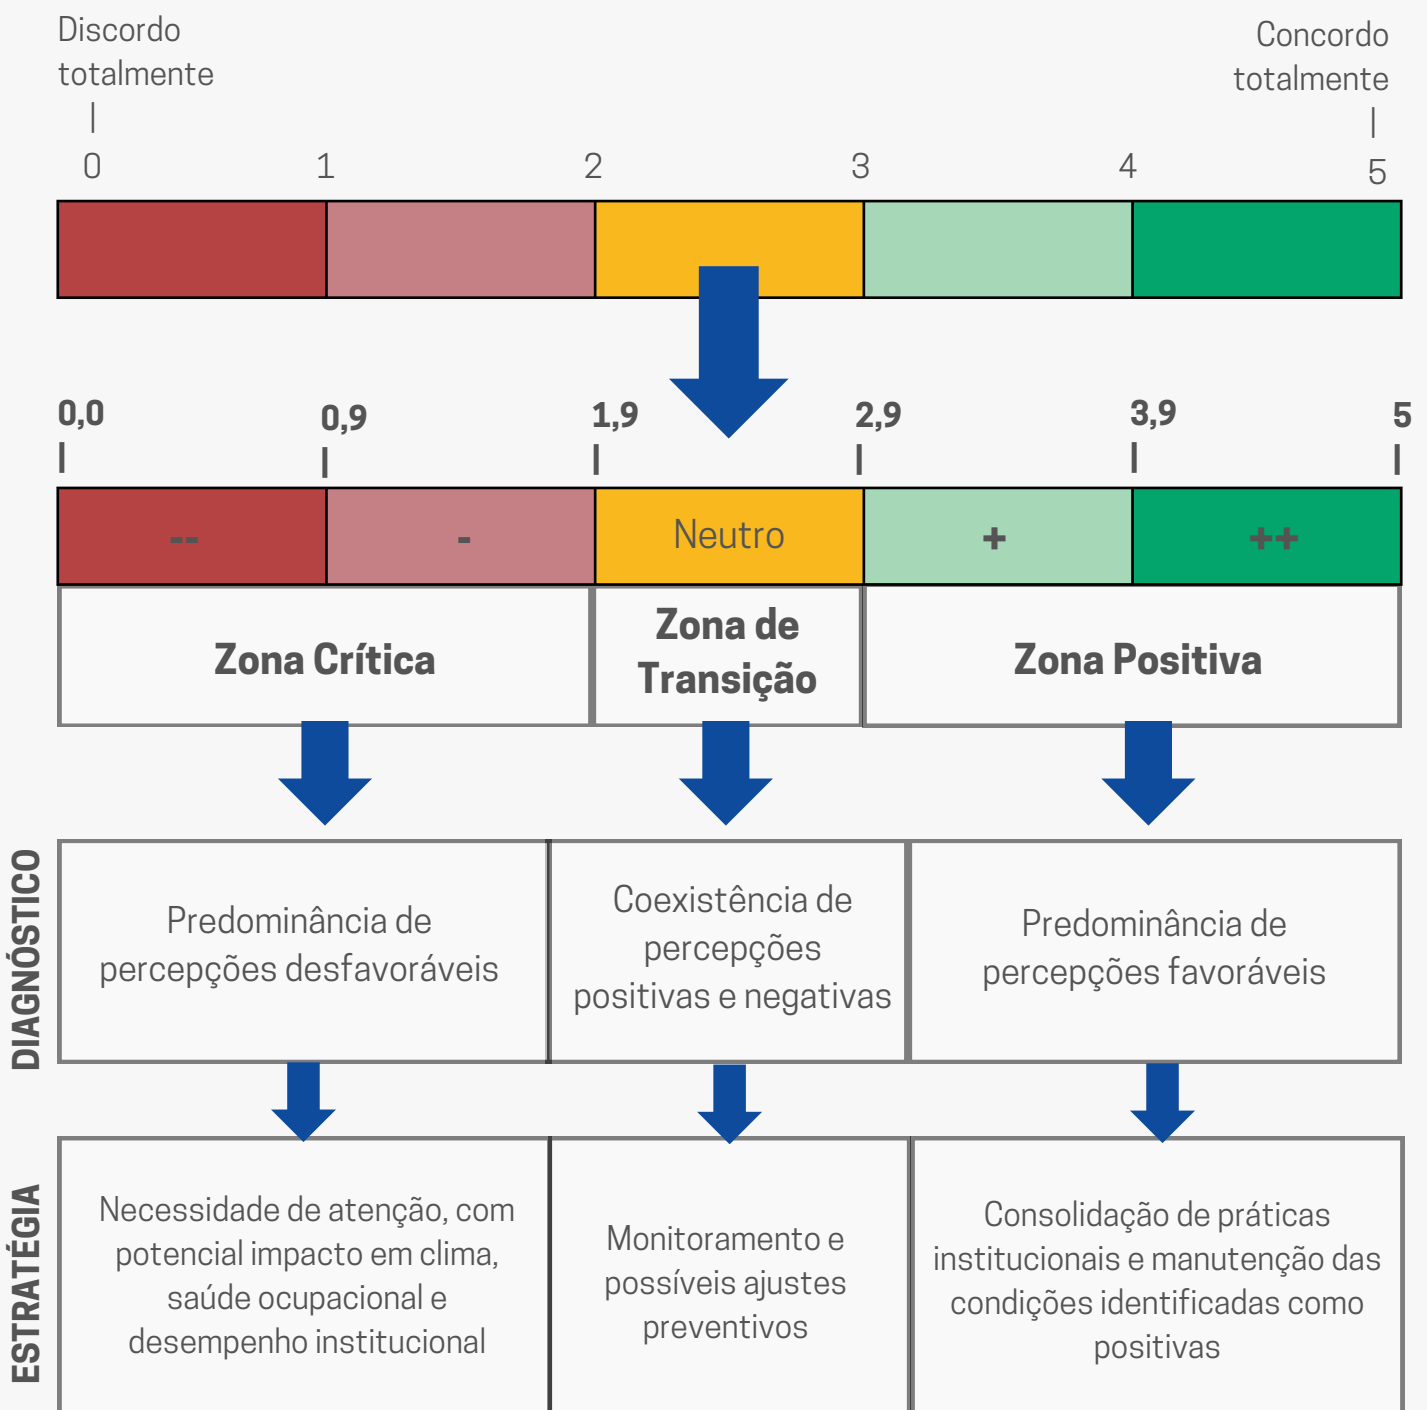 Discordo
totalmente
Concordo
totalmente
0 1 2 3 4 5
0,0 0,9 1,9 2,9 3,9 5
-- - Neutro + ++
Zona Crítica
Zona de
Transição
Zona Positiva
DIAGNÓSTICO
Predominância de
percepções desfavoráveis
Coexistência de
percepções
positivas e negativas
Predominância de
percepções favoráveis
ESTRATÉGIA
Necessidade de atenção, com
potencial impacto em clima,
saúde ocupacional e
desempenho institucional
Monitoramento e
possíveis ajustes
preventivos
Consolidação de práticas
institucionais e manutenção das
condições identificadas como
positivas